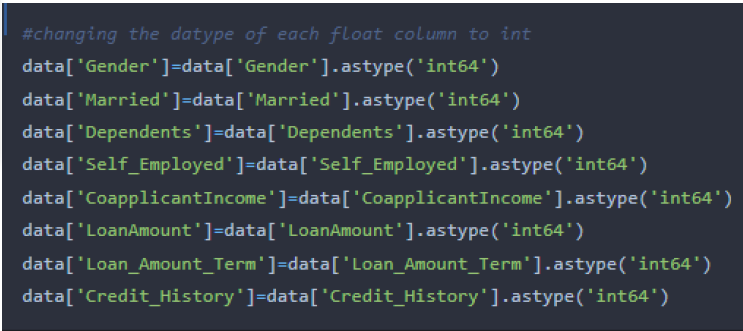 #changing the datype of each float column to int
data['Gender']=data['Gender'].astype('int64')
data['Married']=data['Married'].astype('int64')
data['Dependents']=data['Dependents'].astype('int64')
data['Self_Employed']=data['Self_Employed'].astype('int64')
data['CoapplicantIncome']=data['CoapplicantIncome'].astype('int64')
data['LoanAmount']=data['LoanAmount'].astype('int64')
data['Loan_Amount_Term']=data['Loan_Amount_Term'].astype('int64')
data['Credit_History']=data['Credit_History'].astype('int64')